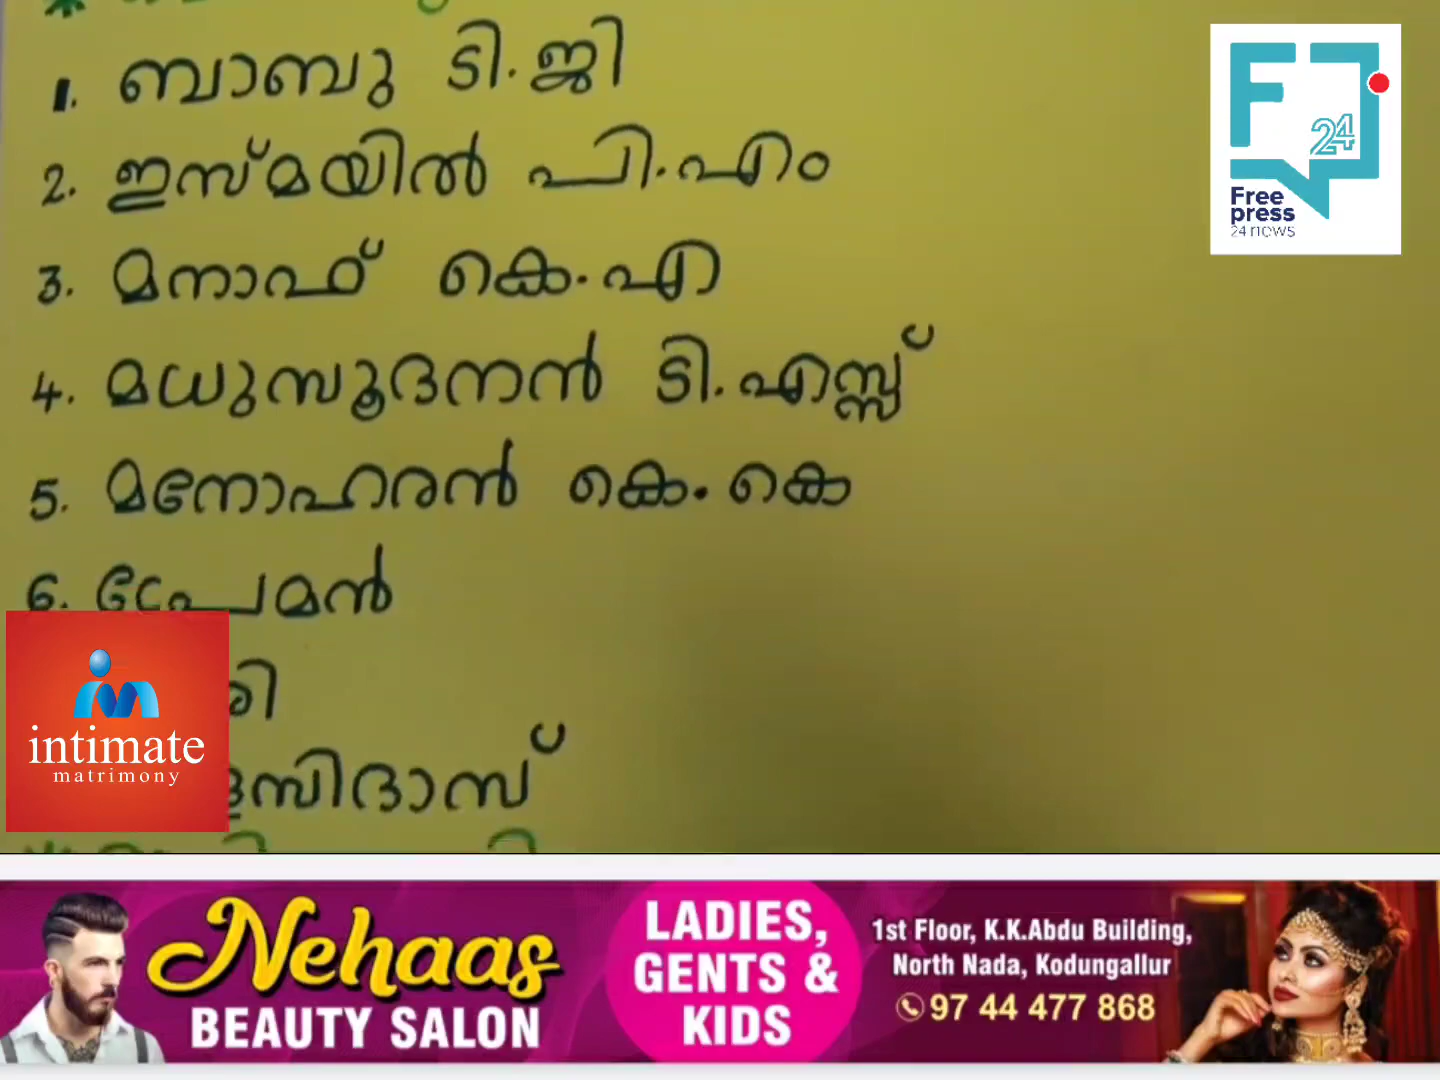 1. ബാബു ടി.ജി
2. ഇസ്മയിൽ പി.എം
3. മനാഫ് കെ.എ
4. മധുസൂദനൻ ടി.എസ്സ്
5. മനോഹരൻ കെ.കെ
6. പ്രേമൻ
F 24
Free
press
24 news
intimate
matrimony
Nehaas
BEAUTY SALON
LADIES,
GENTS &
KIDS
1st Floor, K.K.Abdu Building,
North Nada, Kodungallur
97 44 477 868